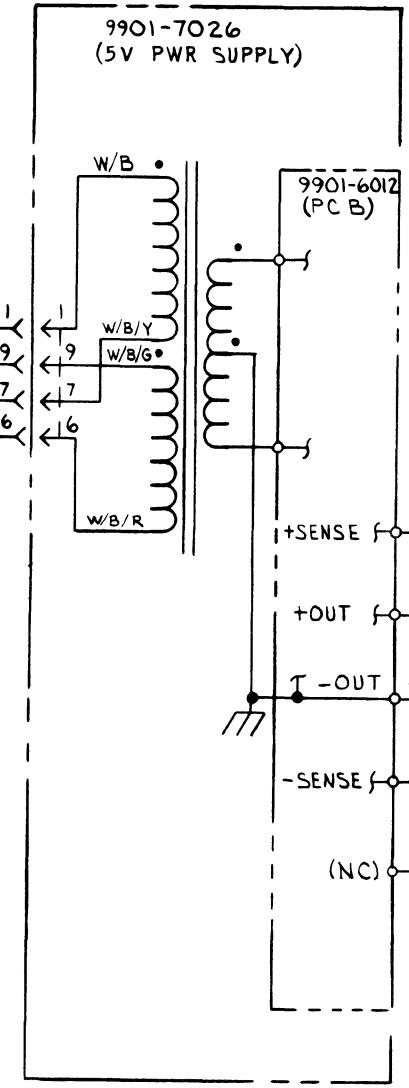 9901-7026
(5V PWR SUPPLY)
W/B
9901-6012
(PC B)
1 1
W/B/Y
9 9
W/B/G
7 7
6 6
W/B/R
+SENSE
+OUT
-OUT
-SENSE
(NC)